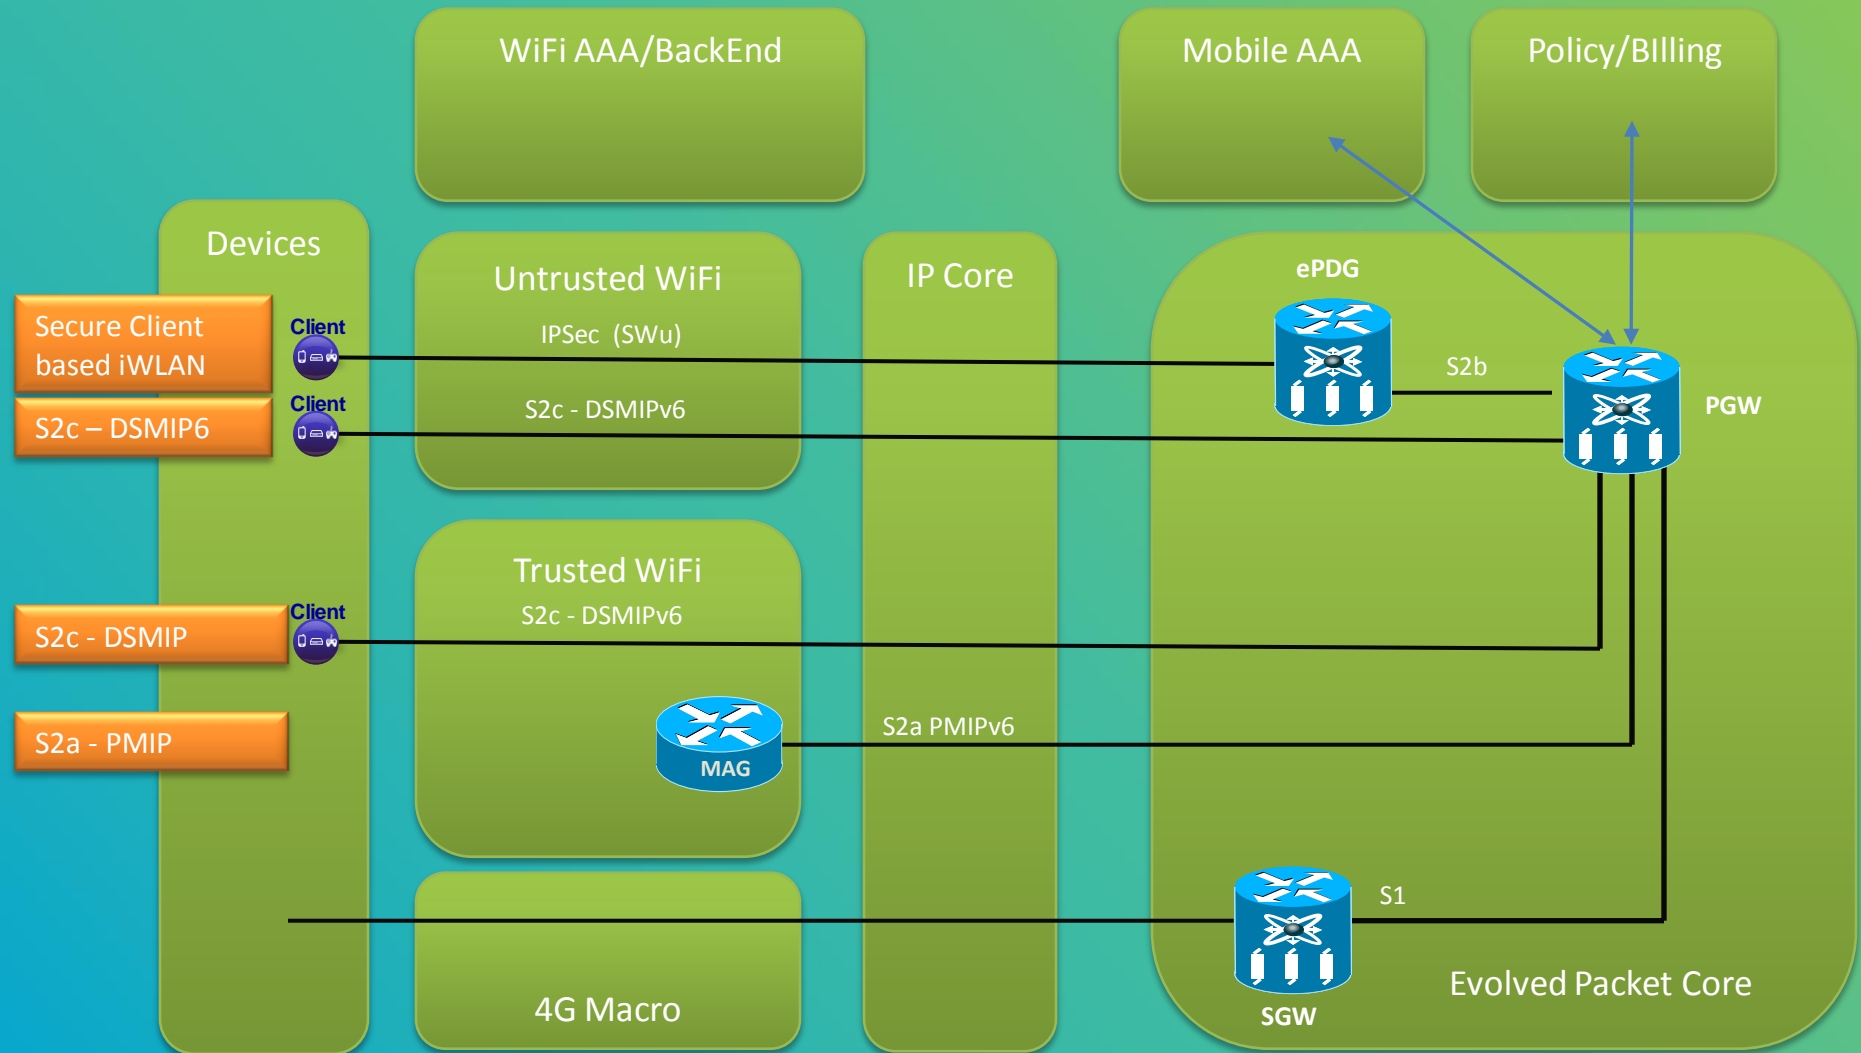 WiFi AAA/BackEnd
Mobile AAA
Policy/BIlling
Devices
Untrusted WiFi
IP Core
ePDG
Secure Client
based iWLAN
Client
IPSec (SWu)
S2b
PGW
S2c – DSMIP6
Client
S2c - DSMIPv6
Trusted WiFi
S2c - DSMIP
Client
S2c - DSMIPv6
S2a - PMIP
MAG
S2a PMIPv6
S1
SGW
4G Macro
Evolved Packet Core